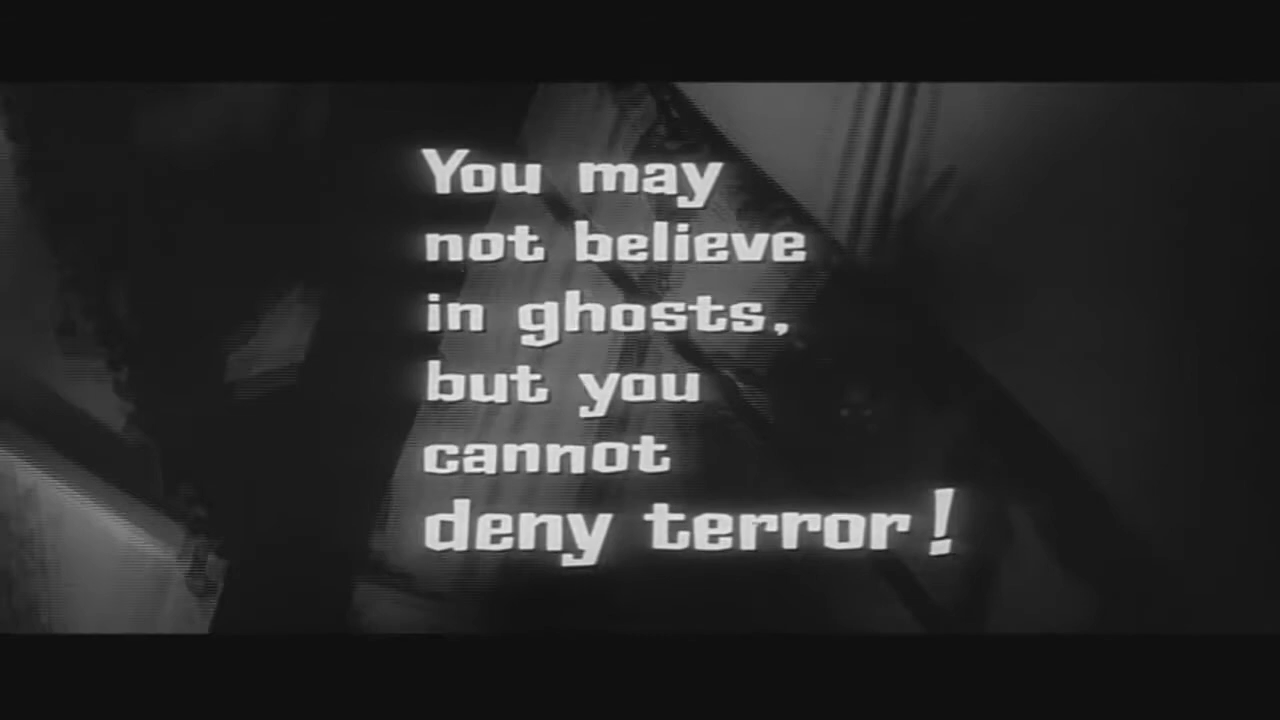 You may
not believe
in ghosts,
but you
cannot
deny terror!